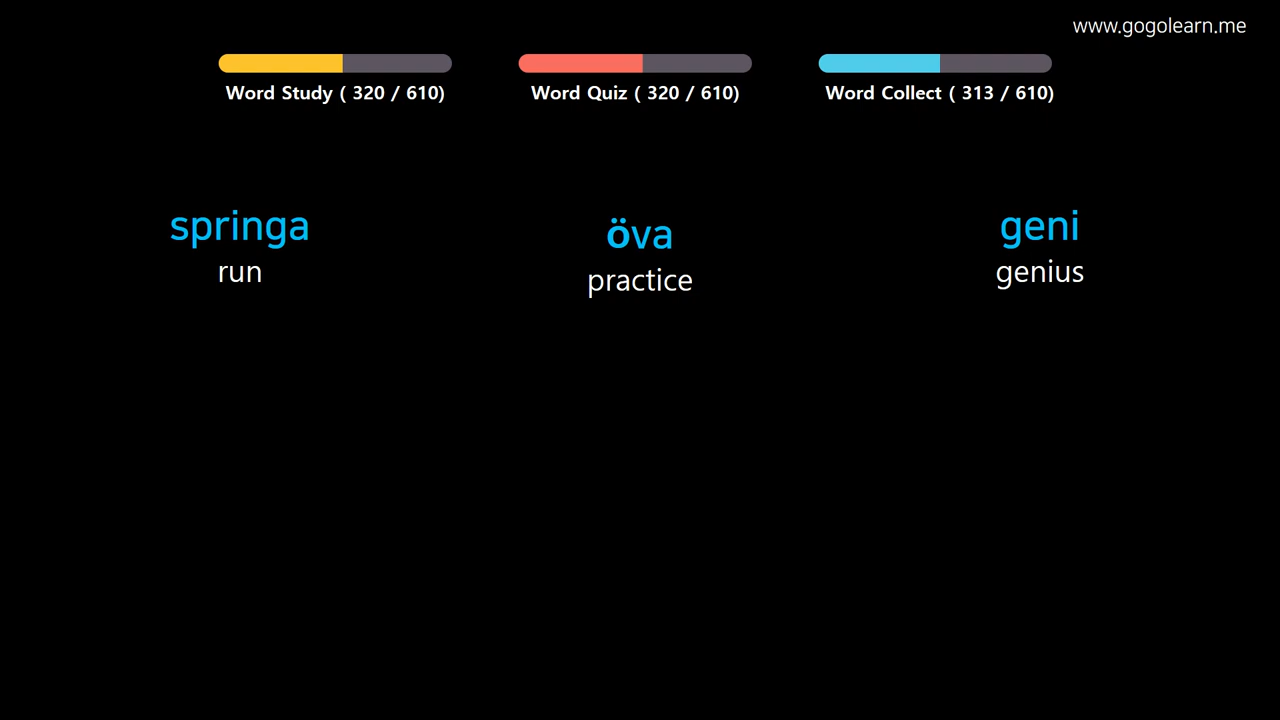 www.gogolearn.me
Word Study ( 320 / 610)
Word Quiz ( 320 / 610)
Word Collect ( 313 / 610)
springa
run
öva
practice
geni
genius